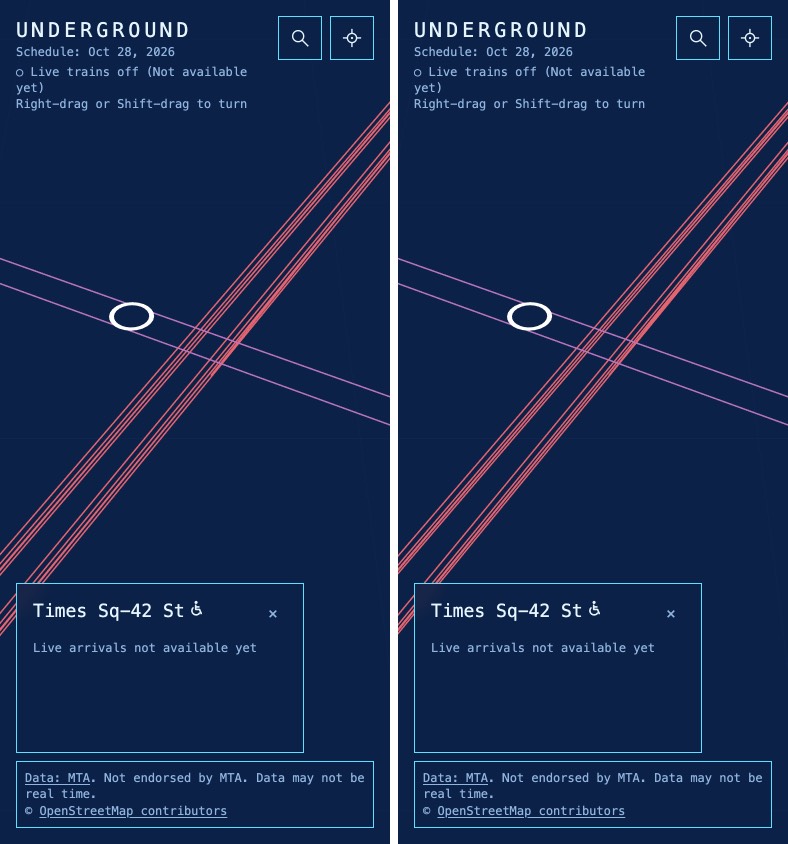 UNDERGROUND
Schedule: Oct 28, 2026
○ Live trains off (Not available
yet)
Right-drag or Shift-drag to turn
Times Sq-42 St ♿
×
Live arrivals not available yet
Data: MTA. Not endorsed by MTA. Data may not be
real time.
© OpenStreetMap contributors
UNDERGROUND
Schedule: Oct 28, 2026
○ Live trains off (Not available
yet)
Right-drag or Shift-drag to turn
Times Sq-42 St ♿
×
Live arrivals not available yet
Data: MTA. Not endorsed by MTA. Data may not be
real time.
© OpenStreetMap contributors